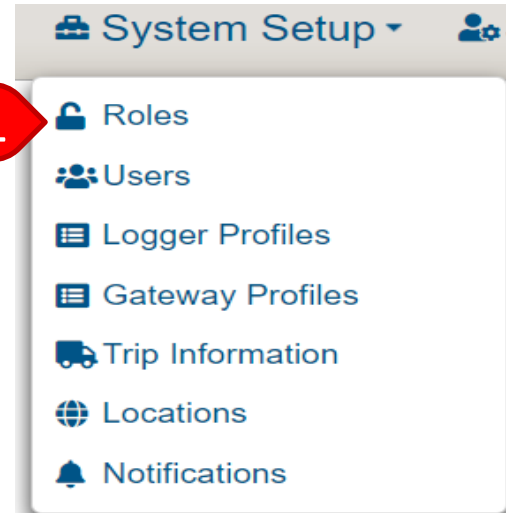 System Setup
Roles
Users
Logger Profiles
Gateway Profiles
Trip Information
Locations
Notifications